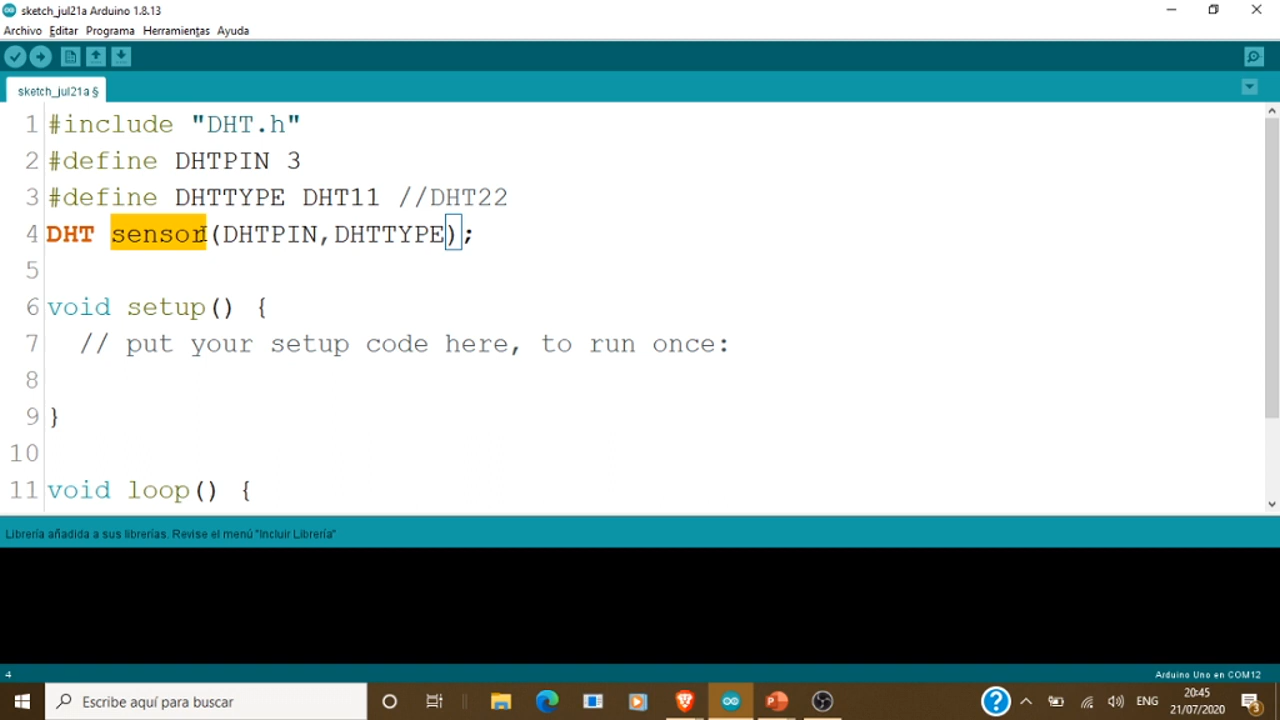 sketch_jul21a Arduino 1.8.13
Archivo Editar Programa Herramientas Ayuda
sketch_jul21a §
1 #include "DHT.h"
2 #define DHTPIN 3
3 #define DHTTYPE DHT11 //DHT22
4 DHT sensor(DHTPIN,DHTTYPE);
5
6 void setup() {
7 // put your setup code here, to run once:
8
9 }
10
11 void loop() {
Librería añadida a sus librerías. Revise el menú "Incluir Librería"
4 Arduino Uno en COM12
Escribe aquí para buscar
ENG
20:45
21/07/2020
3